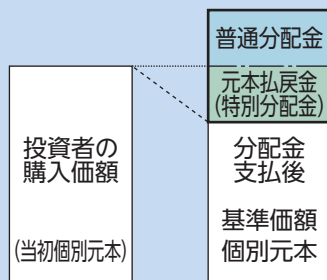 普通分配金
元本払戻金
(特別分配金)
投資者の
購入価額
(当初個別元本)
分配金
支払後
基準価額
個別元本